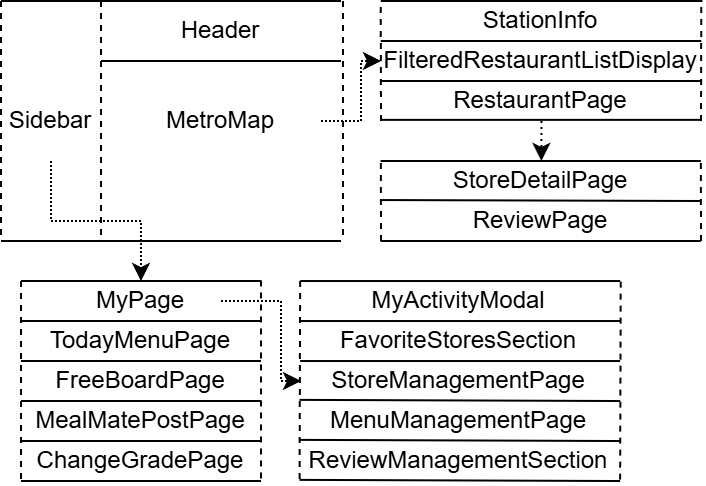 Header
Sidebar
MetroMap
StationInfo
FilteredRestaurantListDisplay
RestaurantPage
StoreDetailPage
ReviewPage
MyPage
TodayMenuPage
FreeBoardPage
MealMatePostPage
ChangeGradePage
MyActivityModal
FavoriteStoresSection
StoreManagementPage
MenuManagementPage
ReviewManagementSection